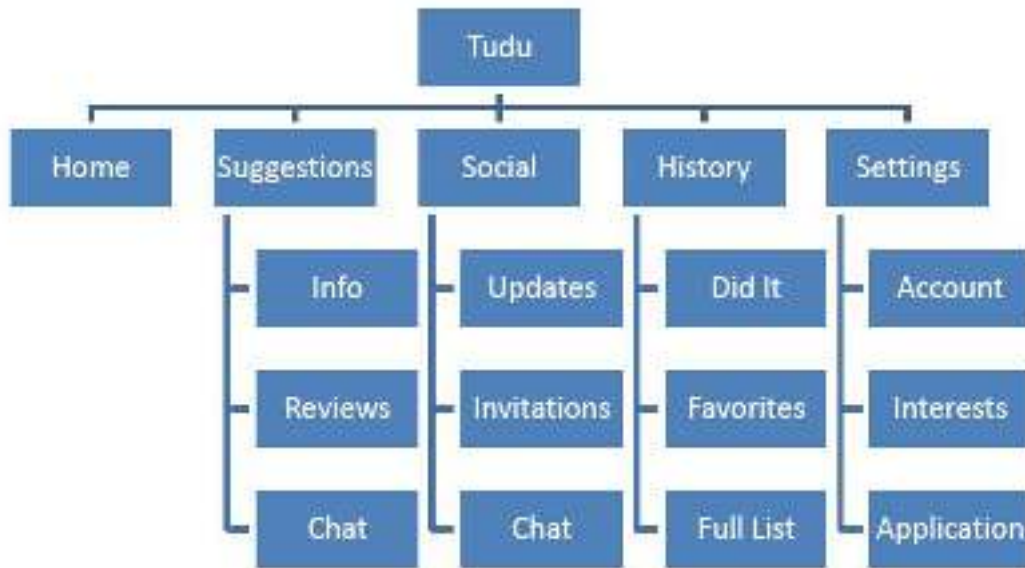 Tudu
Home
Suggestions
Social
History
Settings
Info
Updates
Did It
Account
Reviews
Invitations
Favorites
Interests
Chat
Chat
Full List
Application